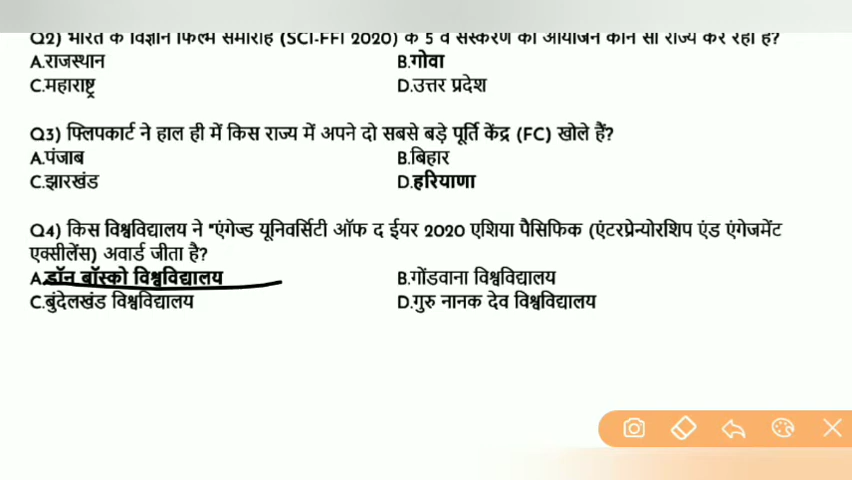 Q2) भारत के विज्ञान फिल्म समारोह (SCI-FFI 2020) के 5 वें संस्करण का आयोजन कौन सा राज्य कर रहा है?
A.राजस्थान B.गोवा
C.महाराष्ट्र D.उत्तर प्रदेश
Q3) फ्लिपकार्ट ने हाल ही में किस राज्य में अपने दो सबसे बड़े पूर्ति केंद्र (FC) खोले हैं?
A.पंजाब B.बिहार
C.झारखंड D.हरियाणा
Q4) किस विश्वविद्यालय ने "एंगेज्ड यूनिवर्सिटी ऑफ द ईयर 2020 एशिया पैसिफिक (एंटरप्रेन्योरशिप एंड एंगेजमेंट
एक्सीलेंस) अवार्ड जीता है?
A.डॉन बॉस्को विश्वविद्यालय B.गोंडवाना विश्वविद्यालय
C.बुंदेलखंड विश्वविद्यालय D.गुरु नानक देव विश्वविद्यालय